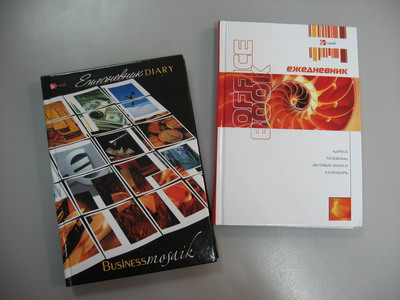 Ежедневник DIARY
BUSINESS mosaik
OFFICE
BOOK
ежедневник
АДРЕСА
ТЕЛЕФОНЫ
ДЕЛОВЫЕ ЗАПИСИ
КАЛЕНДАРЬ